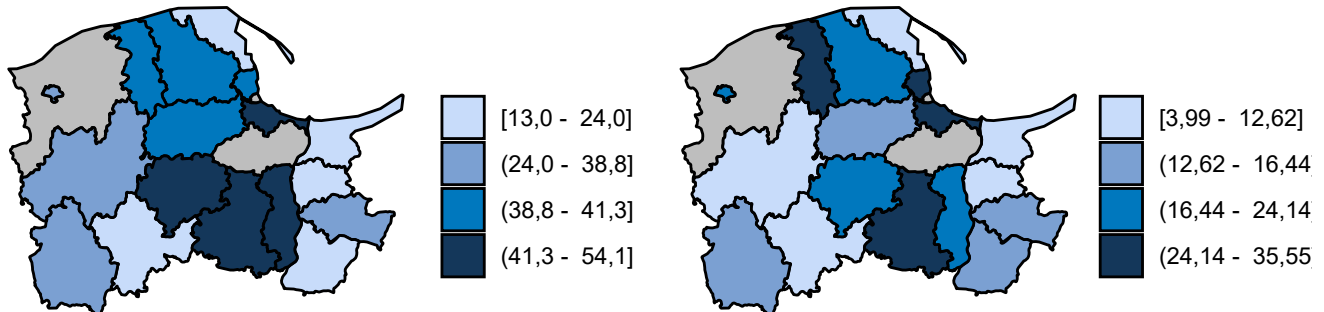 [13,0 - 24,0]
(24,0 - 38,8]
(38,8 - 41,3]
(41,3 - 54,1]
[3,99 - 12,62]
(12,62 - 16,44]
(16,44 - 24,14]
(24,14 - 35,55]